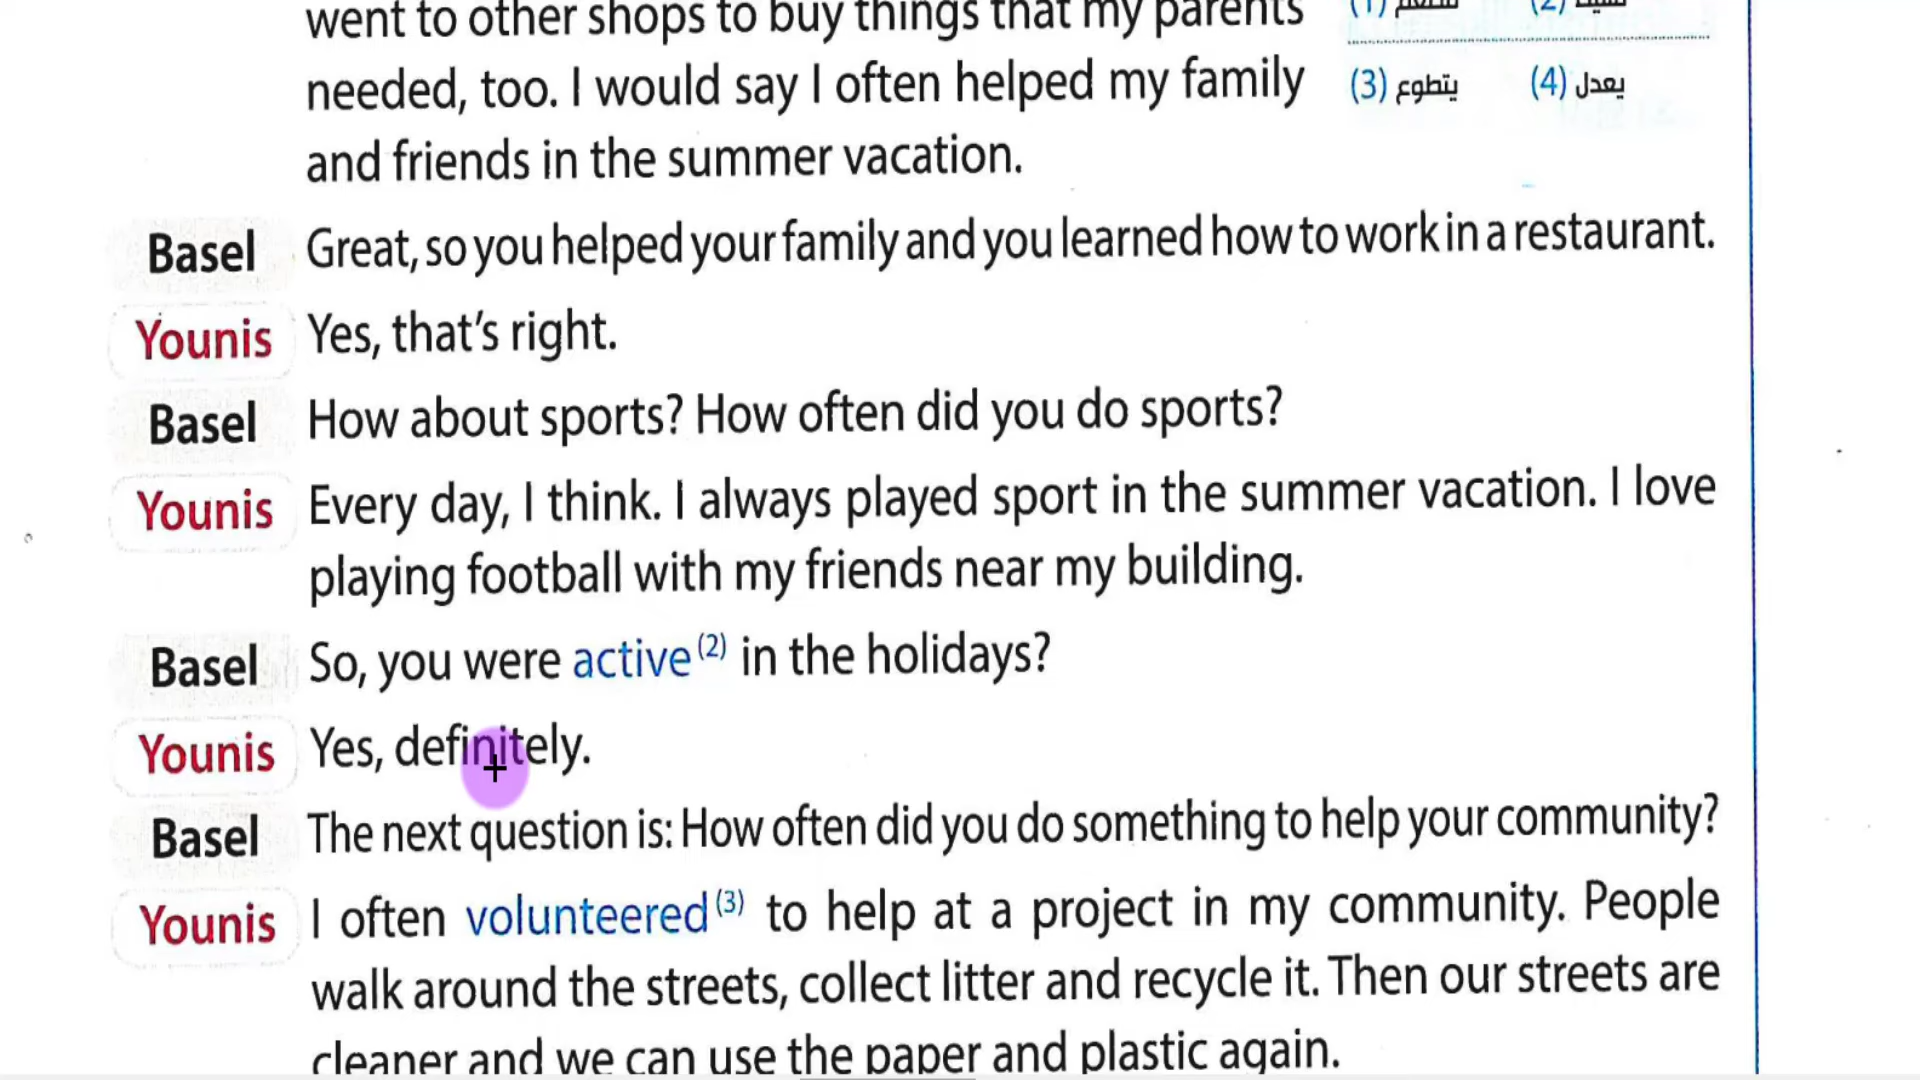 went to other shops to buy things that my parents
needed, too. I would say I often helped my family
and friends in the summer vacation.
(1) (2)
(3) يتطوع (4) يعدل
Basel Great, so you helped your family and you learned how to work in a restaurant.
Younis Yes, that's right.
Basel How about sports? How often did you do sports?
Younis Every day, I think. I always played sport in the summer vacation. I love
playing football with my friends near my building.
Basel So, you were active (2) in the holidays?
Younis Yes, definitely.
Basel The next question is: How often did you do something to help your community?
Younis I often volunteered (3) to help at a project in my community. People
walk around the streets, collect litter and recycle it. Then our streets are
cleaner and we can use the paper and plastic again.